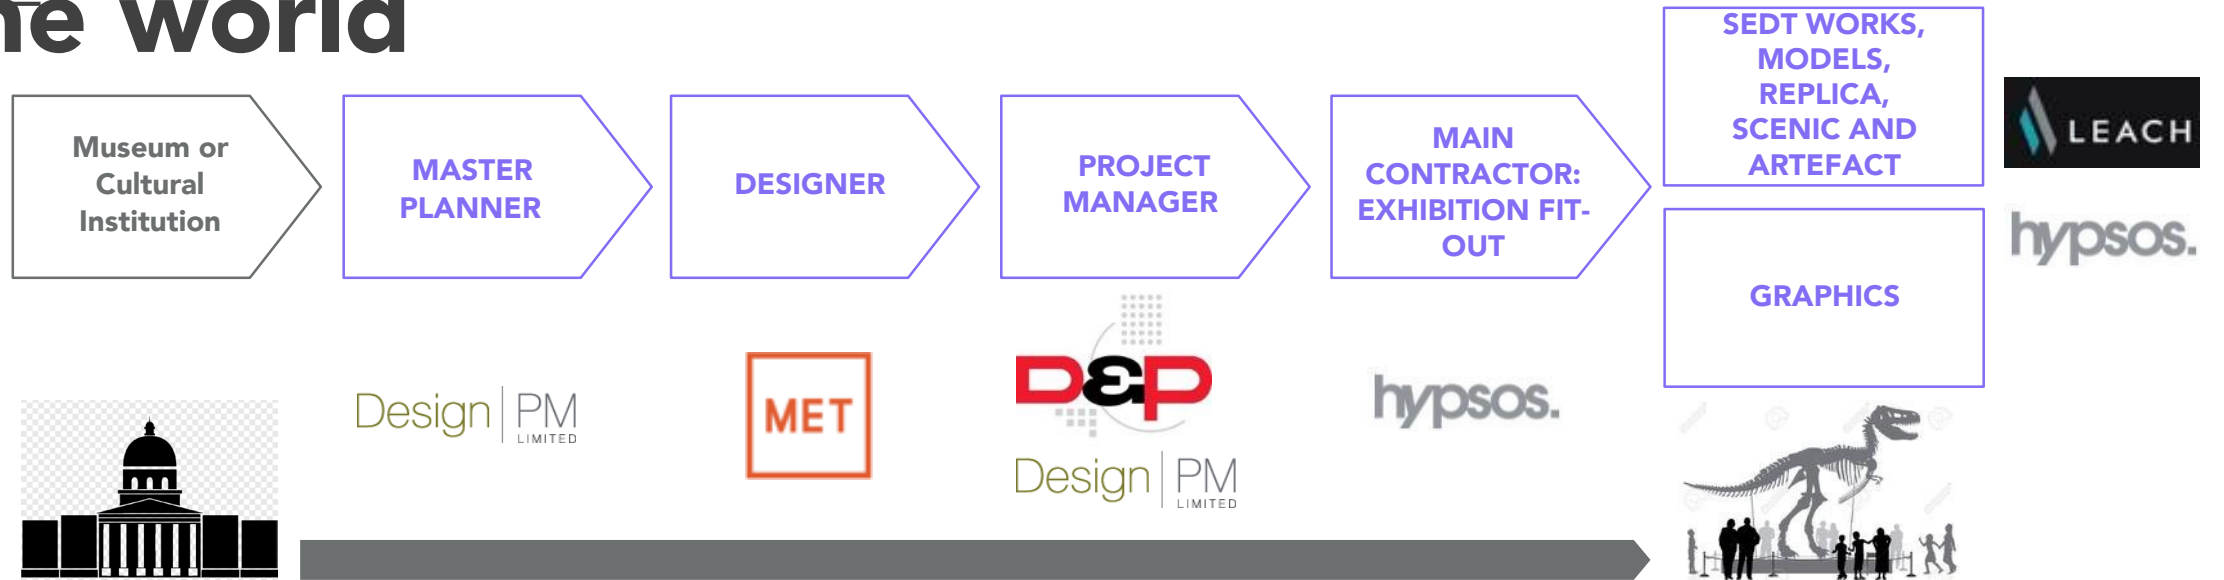 he world
Museum or
Cultural
Institution
MASTER
PLANNER
DESIGNER
PROJECT
MANAGER
MAIN
CONTRACTOR:
EXHIBITION FIT-
OUT
SEDT WORKS,
MODELS,
REPLICA,
SCENIC AND
ARTEFACT
GRAPHICS
LEACH
hypsos.
Design PM
LIMITED
MET
D&P
Design PM
LIMITED
hypsos.